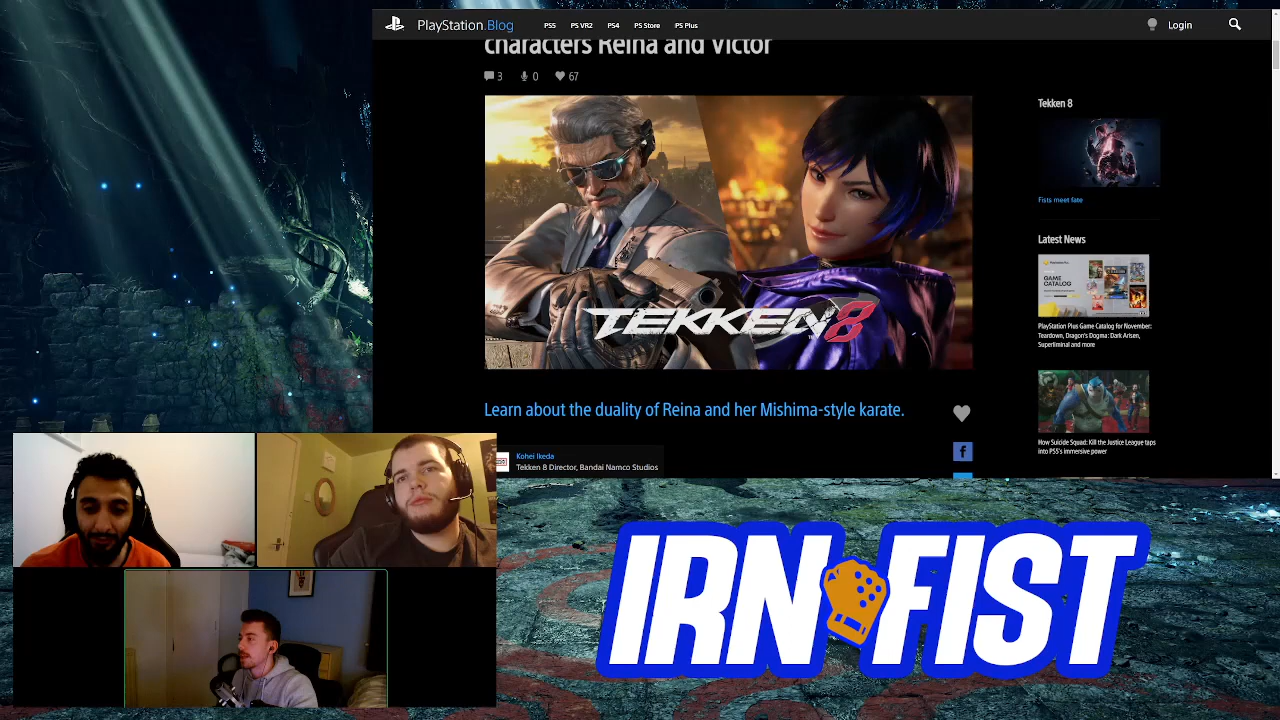 PlayStation.Blog
PS5
PS VR2
PS4
PS Store
PS Plus
Login
characters Reina and Victor
3
0
67
TEKKEN 8
Learn about the duality of Reina and her Mishima-style karate.
Kohei Ikeda
Tekken 8 Director, Bandai Namco Studios
Tekken 8
Fists meet fate
Latest News
GAME
CATALOG
PlayStation Plus Game Catalog for November:
Teardown, Dragon's Dogma: Dark Arisen,
Superliminal and more
How Suicide Squad: Kill the Justice League taps
into PS5's immersive power
IRN FIST